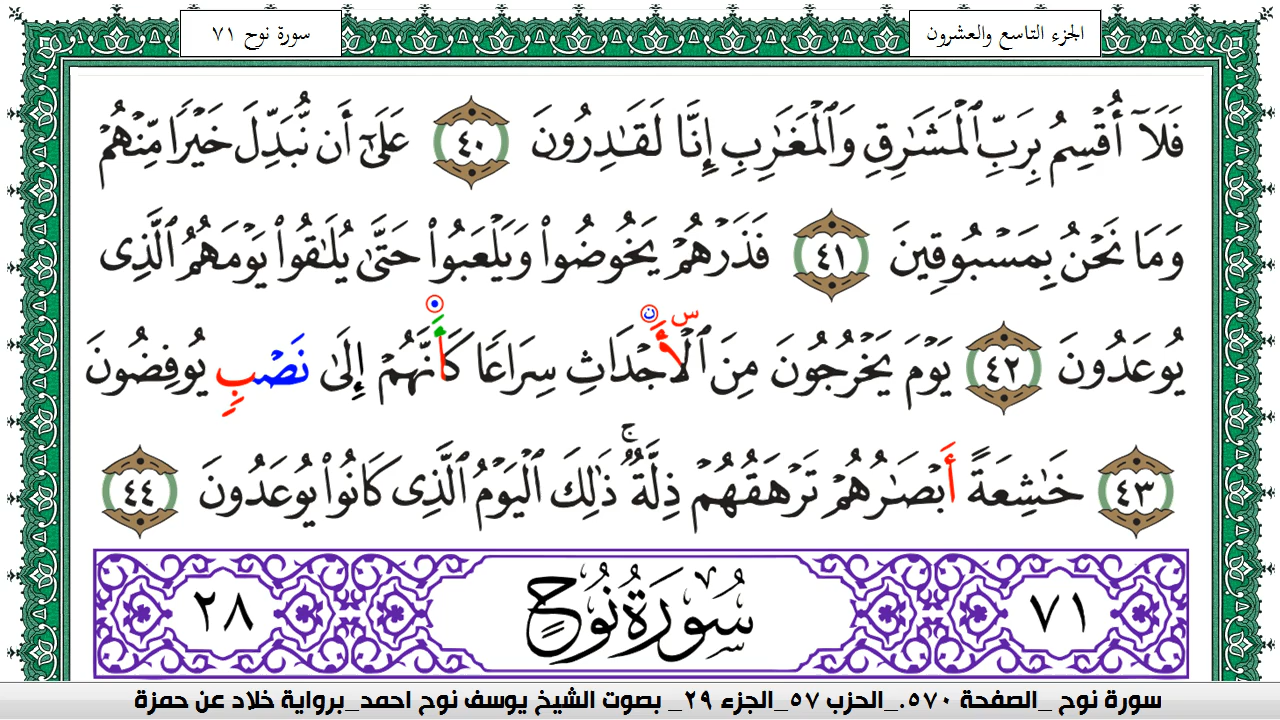 الجزء التاسع والعشرون
سورة نوح ٧١
فَلَآ أُقْسِمُ بِرَبِّ ٱلْمَشَٰرِقِ وَٱلْمَغَٰرِبِ إِنَّا لَقَٰدِرُونَ ٤٠ عَلَىٰٓ أَن نُّبَدِّلَ خَيْرًا مِّنْهُمْ
وَمَا نَحْنُ بِمَسْبُوقِينَ ٤١ فَذَرْهُمْ يَخُوضُوا۟ وَيَلْعَبُوا۟ حَتَّىٰ يُلَٰقُوا۟ يَوْمَهُمُ ٱلَّذِى
يُوعَدُونَ ٤٢ يَوْمَ يَخْرُجُونَ مِنَ ٱلْأَجْدَاثِ سِرَاعًا كَأَنَّهُمْ إِلَىٰ نَصْبٍ يُوفِضُونَ
٤٣ خَٰشِعَةً أَبْصَٰرُهُمْ تَرْهَقُهُمْ ذِلَّةٌ ۚ ذَٰلِكَ ٱلْيَوْمُ ٱلَّذِى كَانُوا۟ يُوعَدُونَ ٤٤
٧١ سُورَةُ نُوحٍ ٢٨
سورة نوح _الصفحة ٥٧٠._الحزب ٥٧_الجزء ٢٩_ بصوت الشيخ يوسف نوح احمد_برواية خلاد عن حمزة